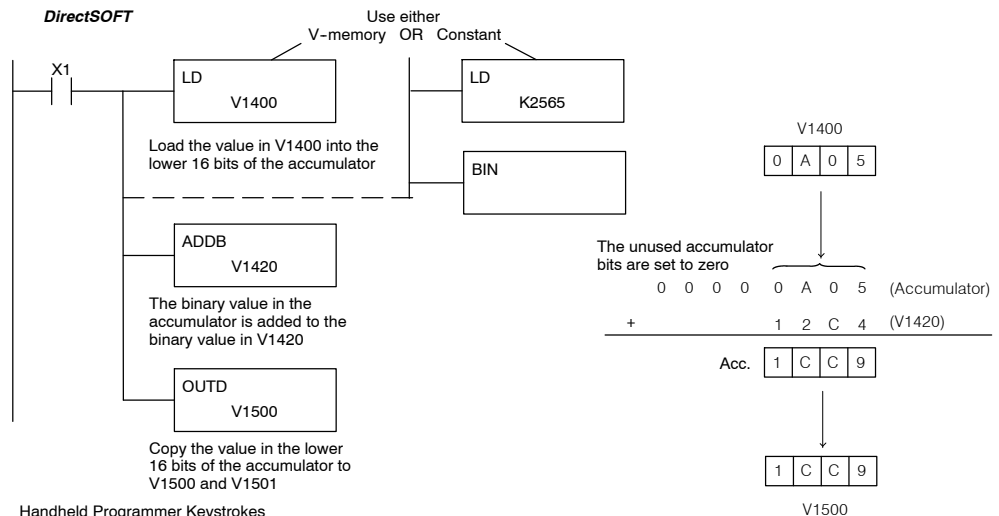 DirectSOFT
Use either
V-memory OR Constant
X1
LD
V1400
LD
K2565
Load the value in V1400 into the
lower 16 bits of the accumulator
BIN
ADDB
V1420
The binary value in the
accumulator is added to the
binary value in V1420
OUTD
V1500
Copy the value in the lower
16 bits of the accumulator to
V1500 and V1501
Handheld Programmer Keystrokes
V1400
0 A 0 5
The unused accumulator
bits are set to zero
0 0 0 0 0 A 0 5 (Accumulator)
+ 1 2 C 4 (V1420)
Acc. 1 C C 9
1 C C 9
V1500